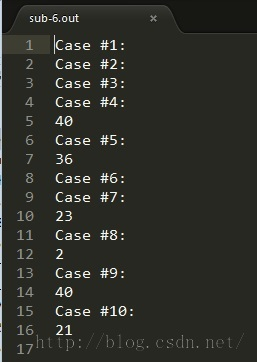 sub-6.out ×
1 Case #1:
2 Case #2:
3 Case #3:
4 Case #4:
5 40
6 Case #5:
7 36
8 Case #6:
9 Case #7:
10 23
11 Case #8:
12 2
13 Case #9:
14 40
15 Case #10:
16 21
17
http://blog.csdn.net/